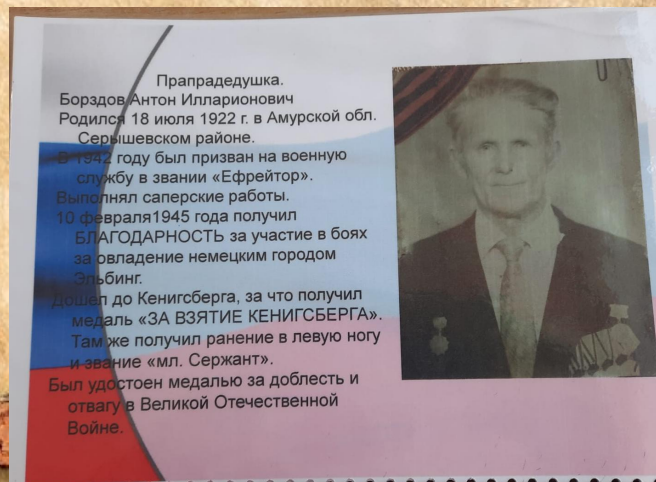 Прапрадедушка.
Борздов Антон Илларионович
Родился 18 июля 1922 г. в Амурской обл.
Серышевском районе.
В 1942 году был призван на военную
службу в звании «Ефрейтор».
Выполнял саперские работы.
10 февраля1945 года получил
БЛАГОДАРНОСТЬ за участие в боях
за овладение немецким городом
Эльбинг.
Дошел до Кенигсберга, за что получил
медаль «ЗА ВЗЯТИЕ КЕНИГСБЕРГА».
Там же получил ранение в левую ногу
и звание «мл. Сержант».
Был удостоен медалью за доблесть и
отвагу в Великой Отечественной
Войне.